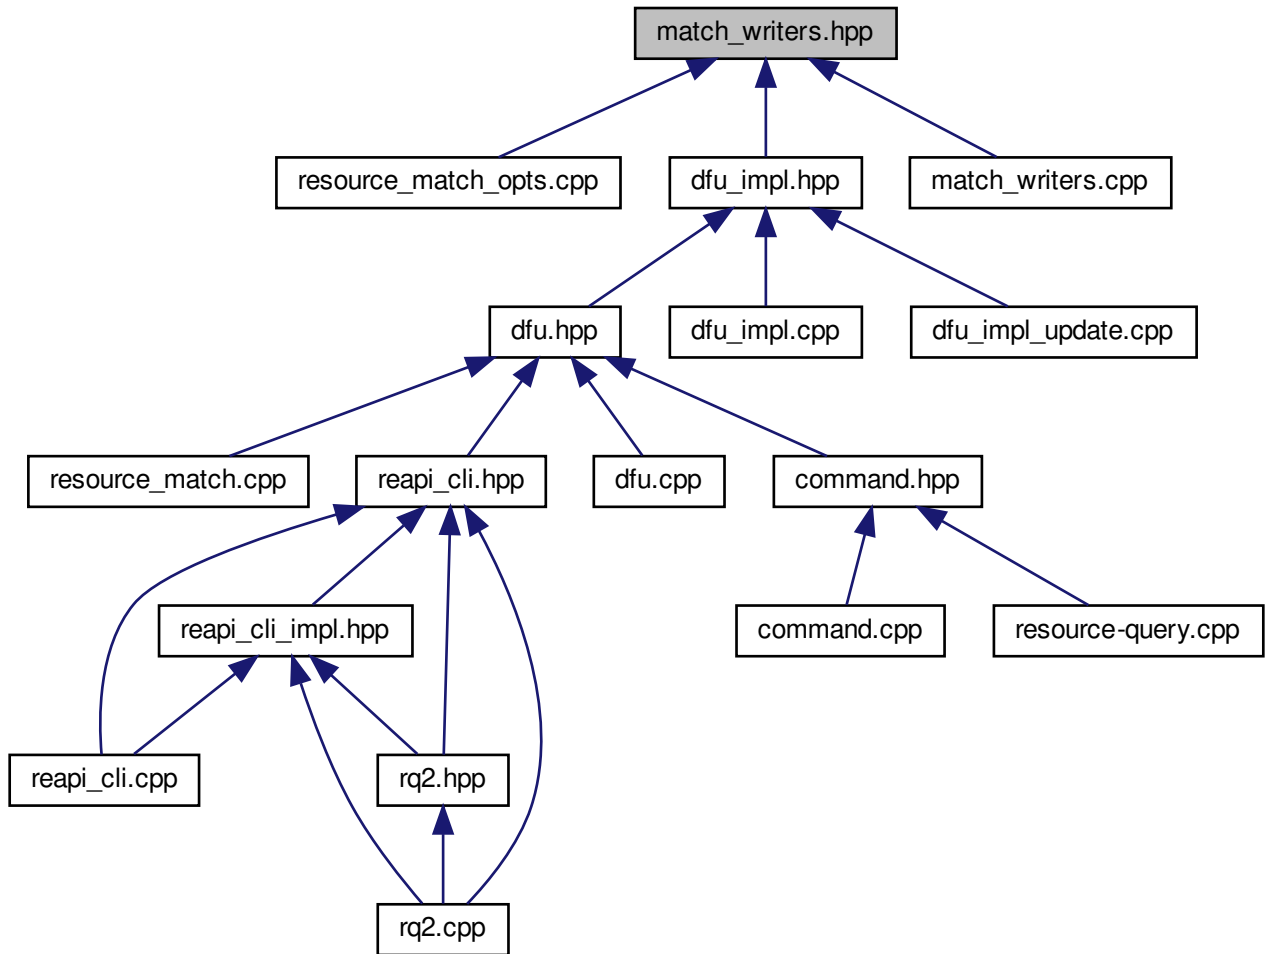 match_writers.hpp
resource_match_opts.cpp
dfu_impl.hpp
match_writers.cpp
dfu.hpp
dfu_impl.cpp
dfu_impl_update.cpp
resource_match.cpp
reapi_cli.hpp
dfu.cpp
command.hpp
reapi_cli_impl.hpp
command.cpp
resource-query.cpp
reapi_cli.cpp
rq2.hpp
rq2.cpp